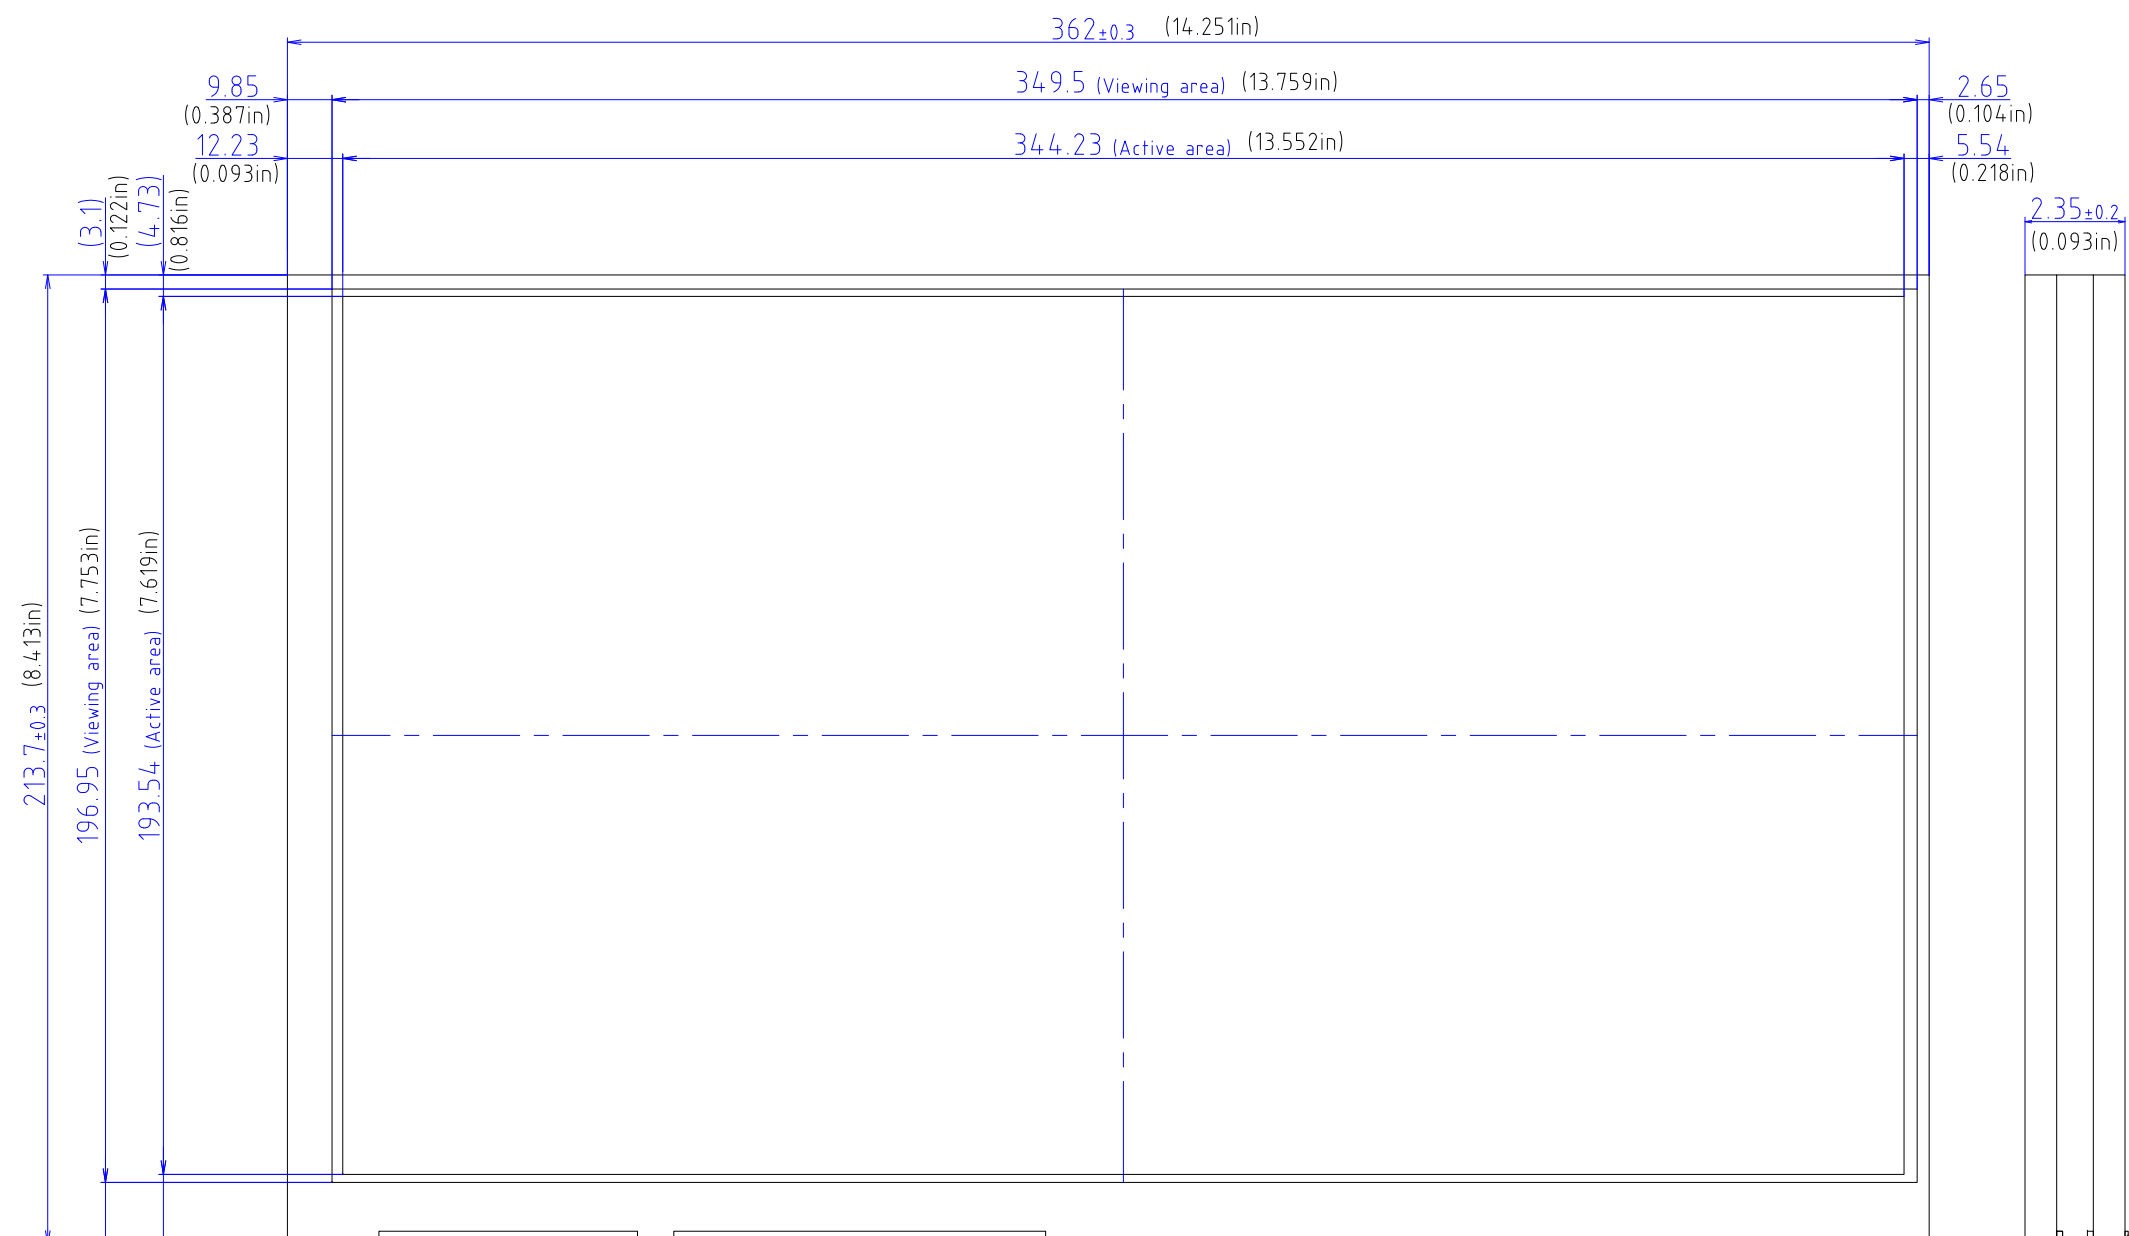 362±0.3 (14.251in)
9.85 349.5 (Viewing area) (13.759in) 2.65
(0.387in) (0.104in)
12.23 344.23 (Active area) (13.552in) 5.54
(0.093in) (0.218in)
(3.1)
(0.122in)
(4.73)
(0.816in)
2.35±0.2
(0.093in)
213.7±0.3 (8.413in)
196.95 (Viewing area) (7.753in)
193.54 (Active area) (7.619in)